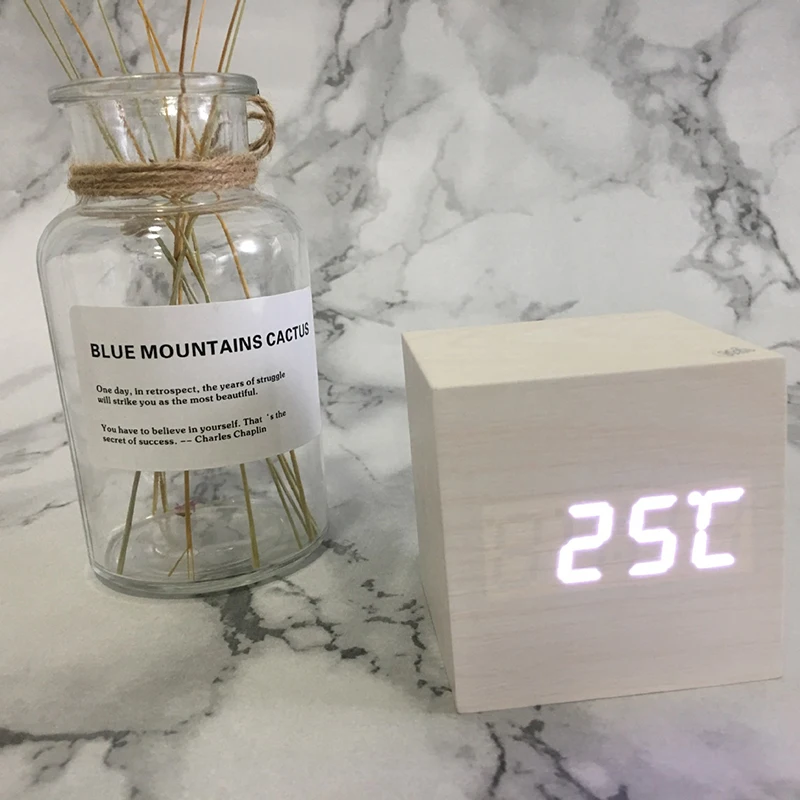 BLUE MOUNTAINS CACTUS
One day, in retrospect, the years of struggle
will strike you as the most beautiful.
You have to believe in yourself. That 's the
secret of success. -- Charles Chaplin
25℃